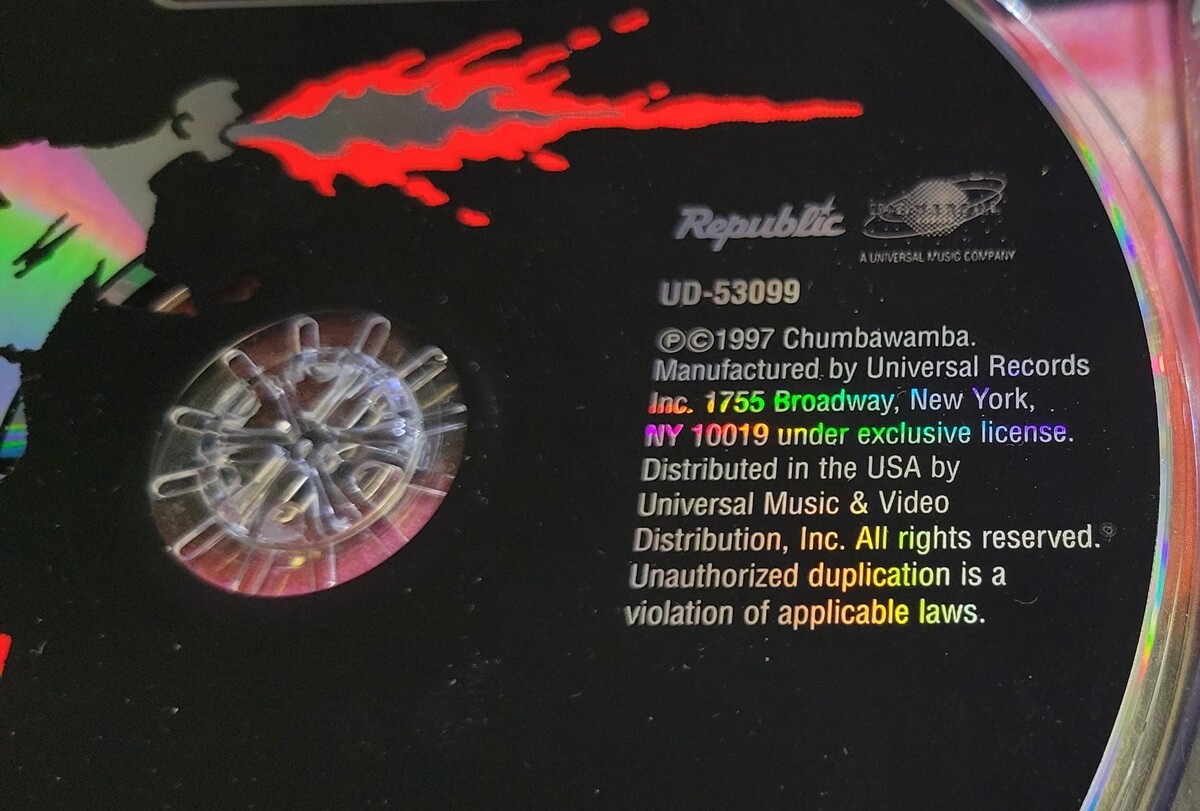 Republic
UNIVERSAL
A UNIVERSAL MUSIC COMPANY
UD-53099
℗©1997 Chumbawamba.
Manufactured by Universal Records
Inc. 1755 Broadway, New York,
NY 10019 under exclusive license.
Distributed in the USA by
Universal Music & Video
Distribution, Inc. All rights reserved.
Unauthorized duplication is a
violation of applicable laws.